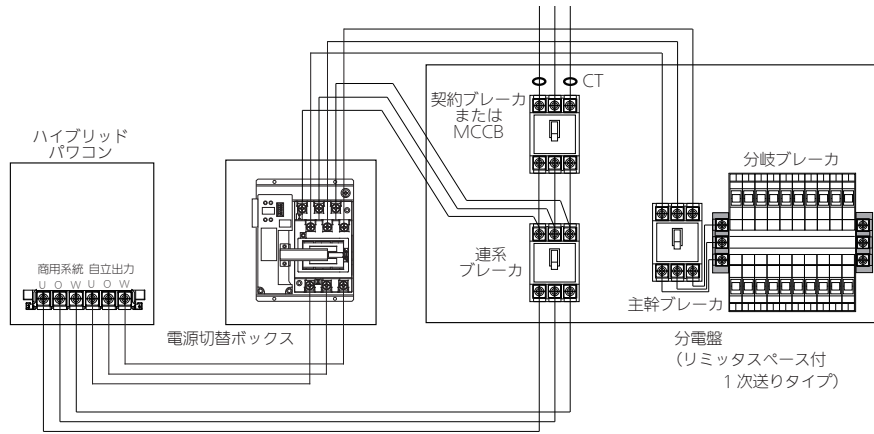 CT
契約ブレーカ
または
MCCB
ハイブリッド
パワコン
分岐ブレーカ
連系
ブレーカ
商用系統 自立出力
U O W U O W
主幹ブレーカ
電源切替ボックス
分電盤
（リミッタスペース付
1次送りタイプ）